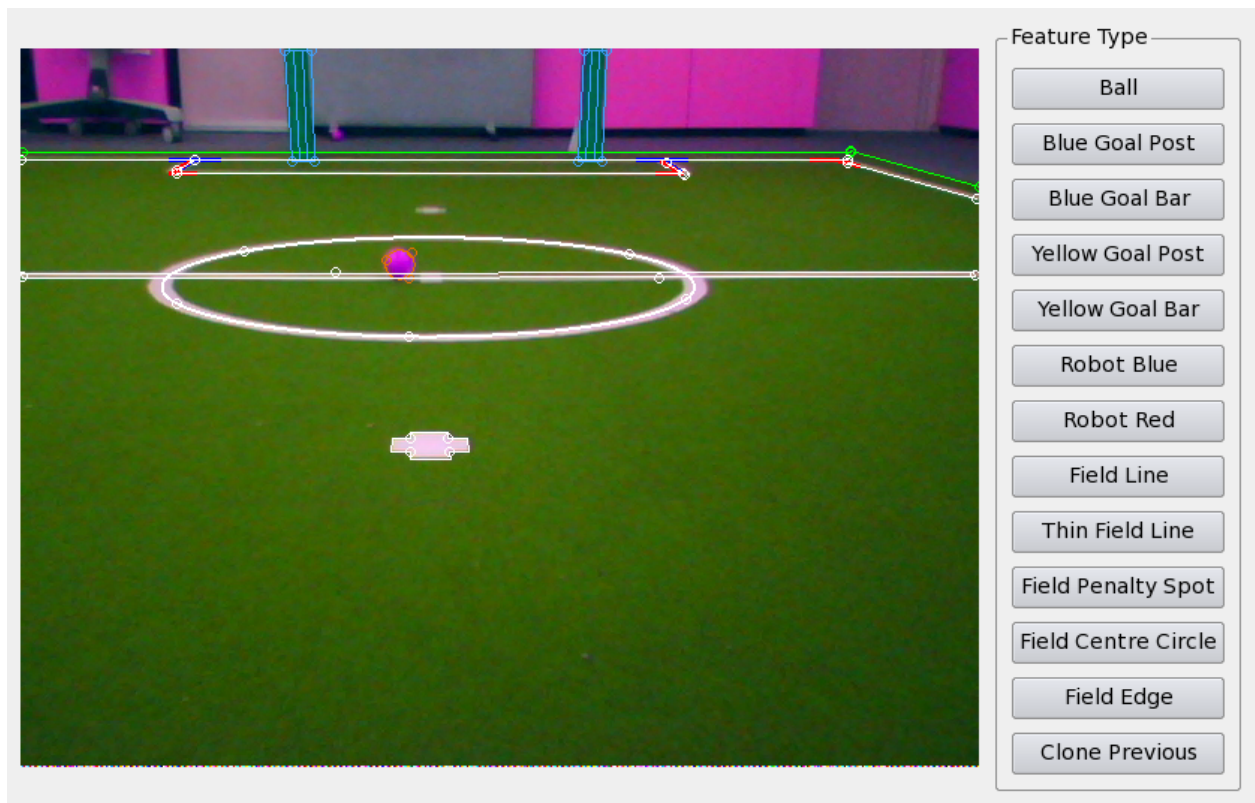 Feature Type
Ball
Blue Goal Post
Blue Goal Bar
Yellow Goal Post
Yellow Goal Bar
Robot Blue
Robot Red
Field Line
Thin Field Line
Field Penalty Spot
Field Centre Circle
Field Edge
Clone Previous